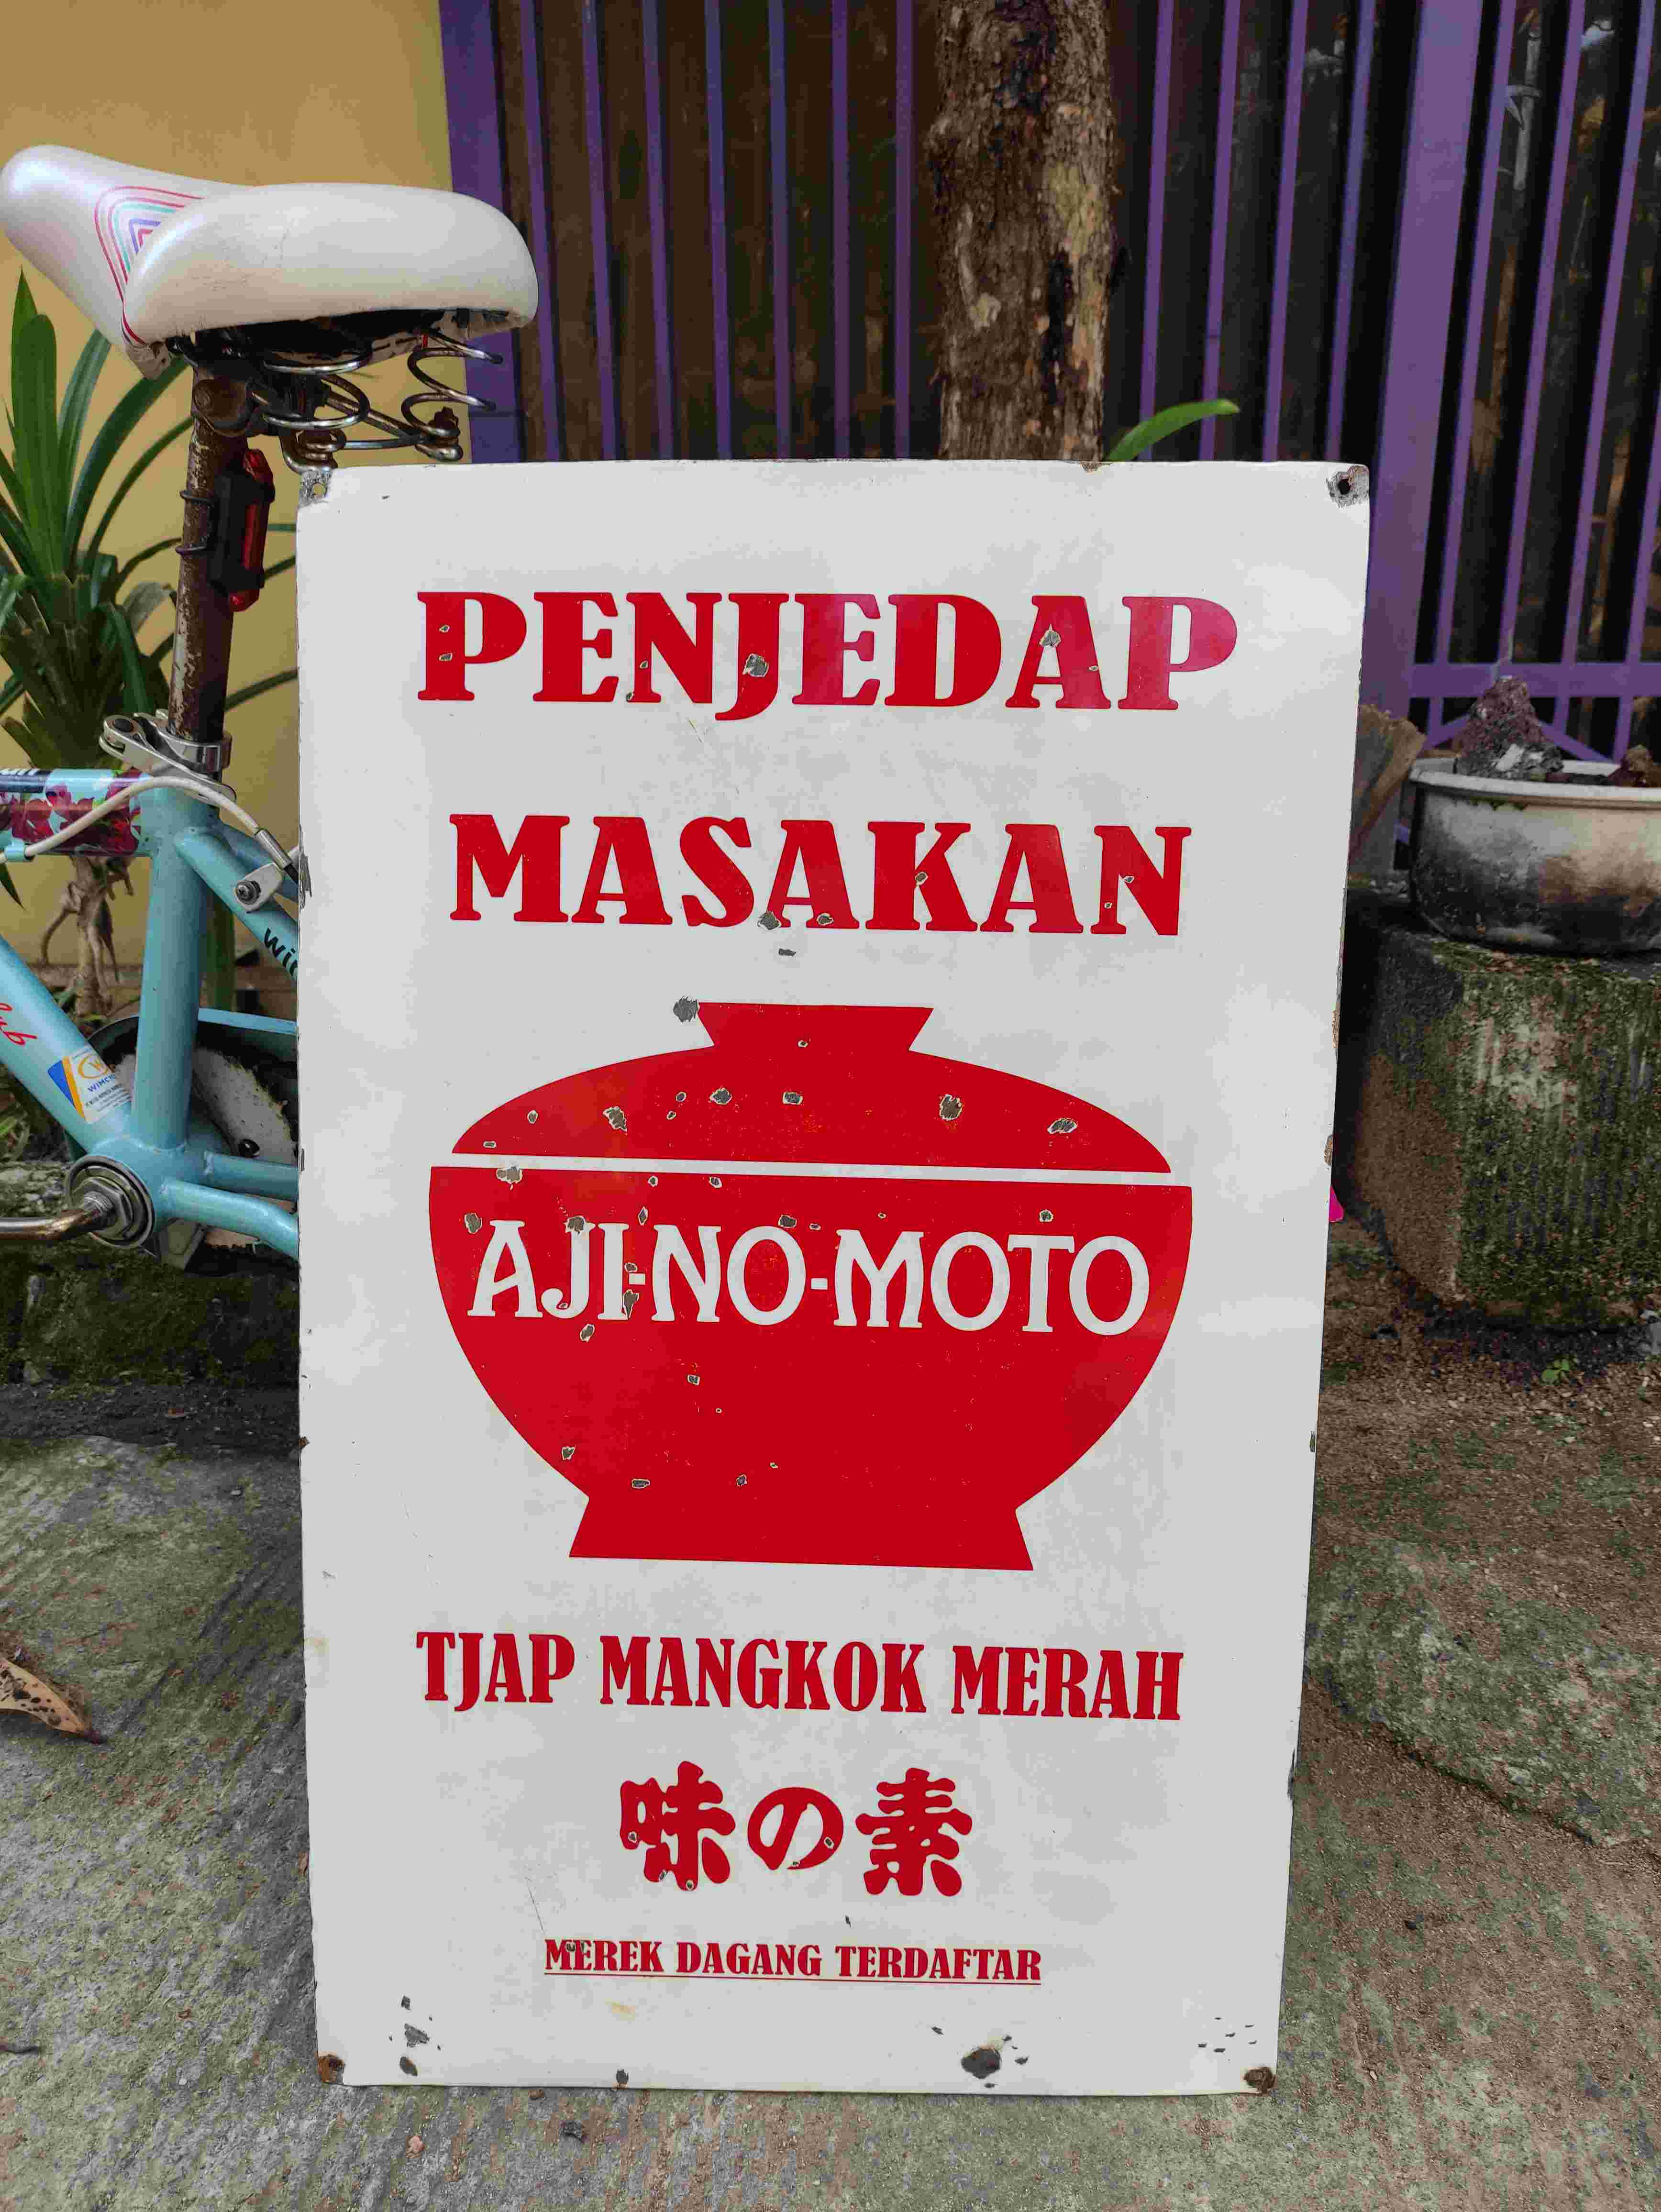 PENJEDAP
MASAKAN
AJI-NO-MOTO
TJAP MANGKOK MERAH
味の素
MEREK DAGANG TERDAFTAR